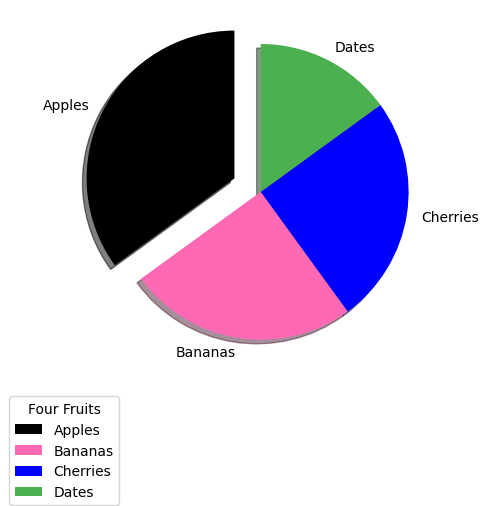 Dates
Apples
Cherries
Bananas
Four Fruits
Apples
Bananas
Cherries
Dates